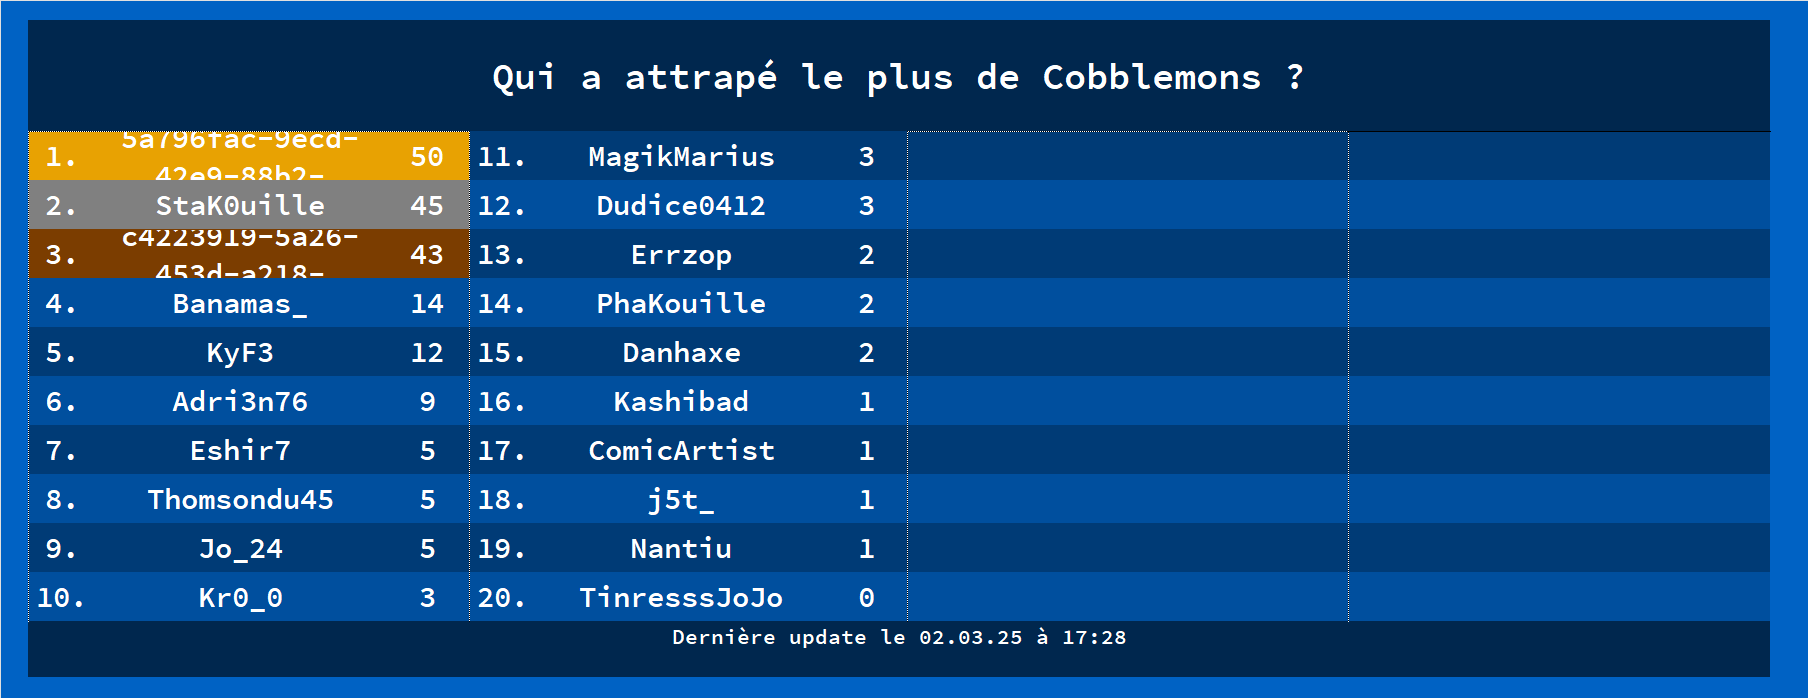 Qui a attrapé le plus de Cobblemons ?
1. 5a796fac-9ecd-42e9-88b2- 50
2. StaK0uille 45
3. c4223919-5a26-453d-a218- 43
4. Banamas_ 14
5. KyF3 12
6. Adri3n76 9
7. Eshir7 5
8. Thomsondu45 5
9. Jo_24 5
10. Kr0_0 3
11. MagikMarius 3
12. Dudice0412 3
13. Errzop 2
14. PhaKouille 2
15. Danhaxe 2
16. Kashibad 1
17. ComicArtist 1
18. j5t_ 1
19. Nantiu 1
20. TinresssJoJo 0
Dernière update le 02.03.25 à 17:28